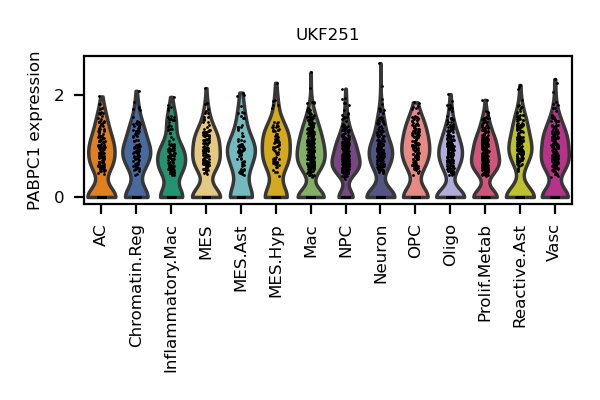 UKF251
PABPC1 expression
2
0
AC
Chromatin.Reg
Inflammatory.Mac
MES
MES.Ast
MES.Hyp
Mac
NPC
Neuron
OPC
Oligo
Prolif.Metab
Reactive.Ast
Vasc